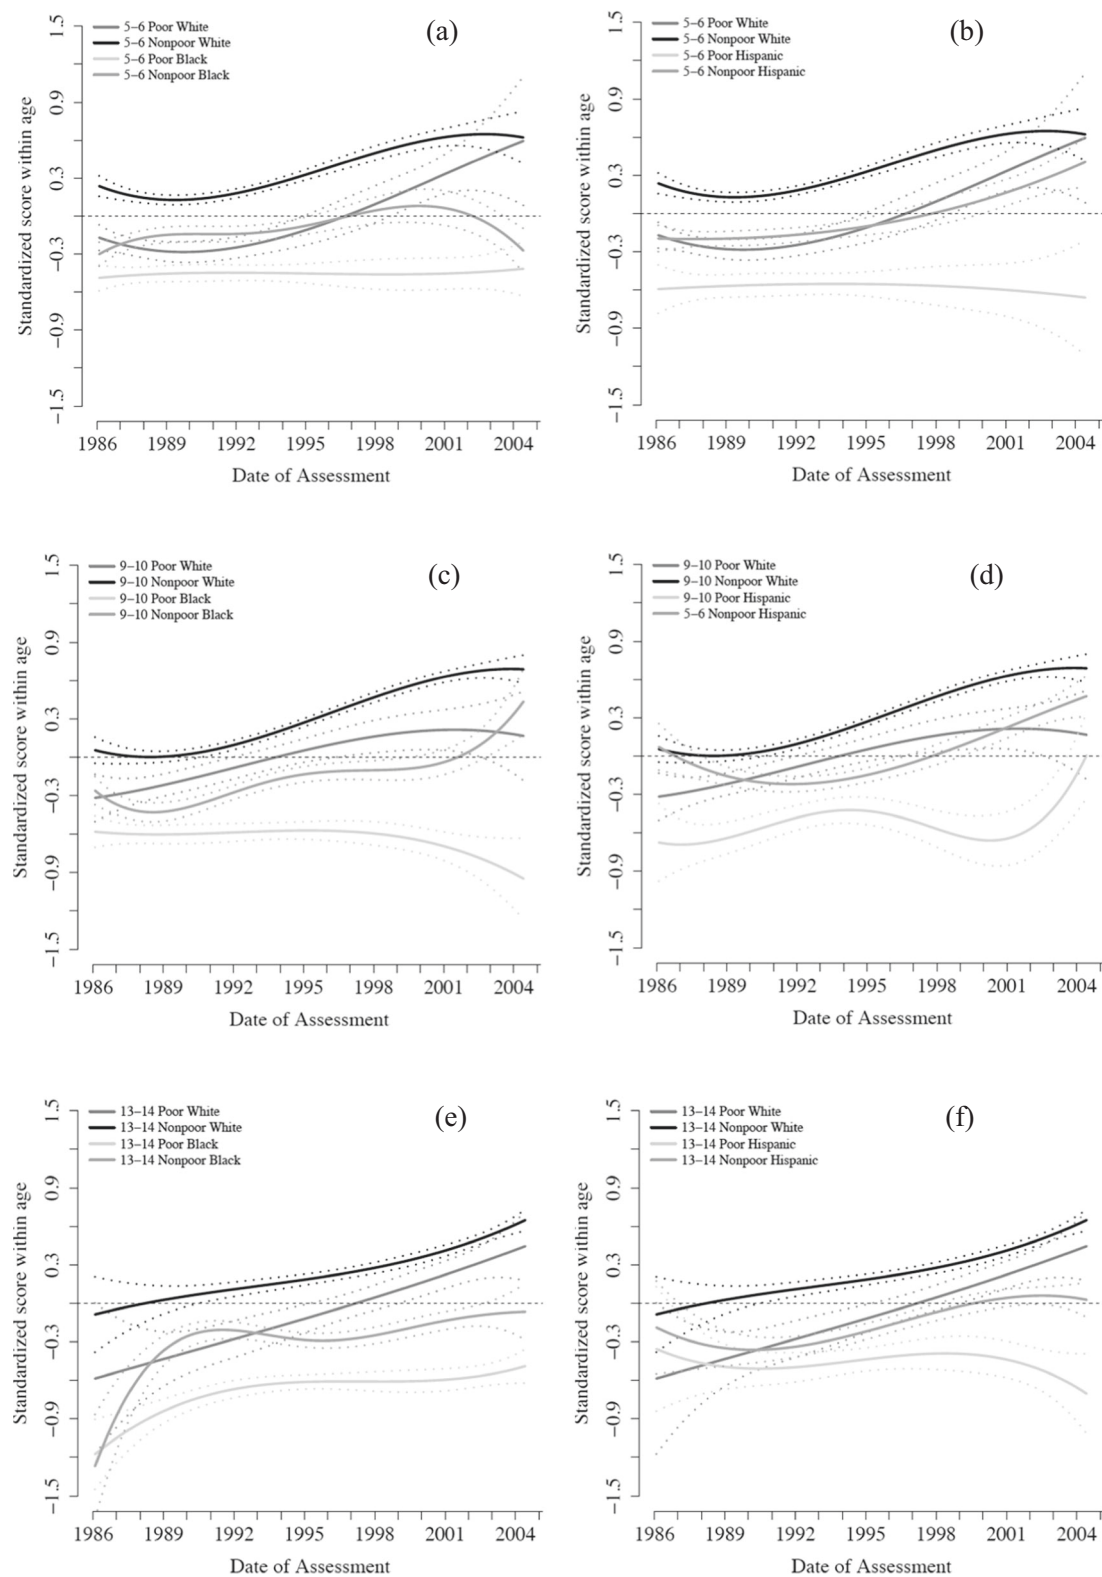 (a)
5–6 Poor White
5–6 Nonpoor White
5–6 Poor Black
5–6 Nonpoor Black
Standardized score within age
1.5
0.9
0.3
−0.3
−0.9
−1.5
1986 1989 1992 1995 1998 2001 2004
Date of Assessment
(b)
5–6 Poor White
5–6 Nonpoor White
5–6 Poor Hispanic
5–6 Nonpoor Hispanic
Standardized score within age
1.5
0.9
0.3
−0.3
−0.9
−1.5
1986 1989 1992 1995 1998 2001 2004
Date of Assessment
(c)
9–10 Poor White
9–10 Nonpoor White
9–10 Poor Black
9–10 Nonpoor Black
Standardized score within age
1.5
0.9
0.3
−0.3
−0.9
−1.5
1986 1989 1992 1995 1998 2001 2004
Date of Assessment
(d)
9–10 Poor White
9–10 Nonpoor White
9–10 Poor Hispanic
5–6 Nonpoor Hispanic
Standardized score within age
1.5
0.9
0.3
−0.3
−0.9
−1.5
1986 1989 1992 1995 1998 2001 2004
Date of Assessment
(e)
13–14 Poor White
13–14 Nonpoor White
13–14 Poor Black
13–14 Nonpoor Black
Standardized score within age
1.5
0.9
0.3
−0.3
−0.9
−1.5
1986 1989 1992 1995 1998 2001 2004
Date of Assessment
(f)
13–14 Poor White
13–14 Nonpoor White
13–14 Poor Hispanic
13–14 Nonpoor Hispanic
Standardized score within age
1.5
0.9
0.3
−0.3
−0.9
−1.5
1986 1989 1992 1995 1998 2001 2004
Date of Assessment